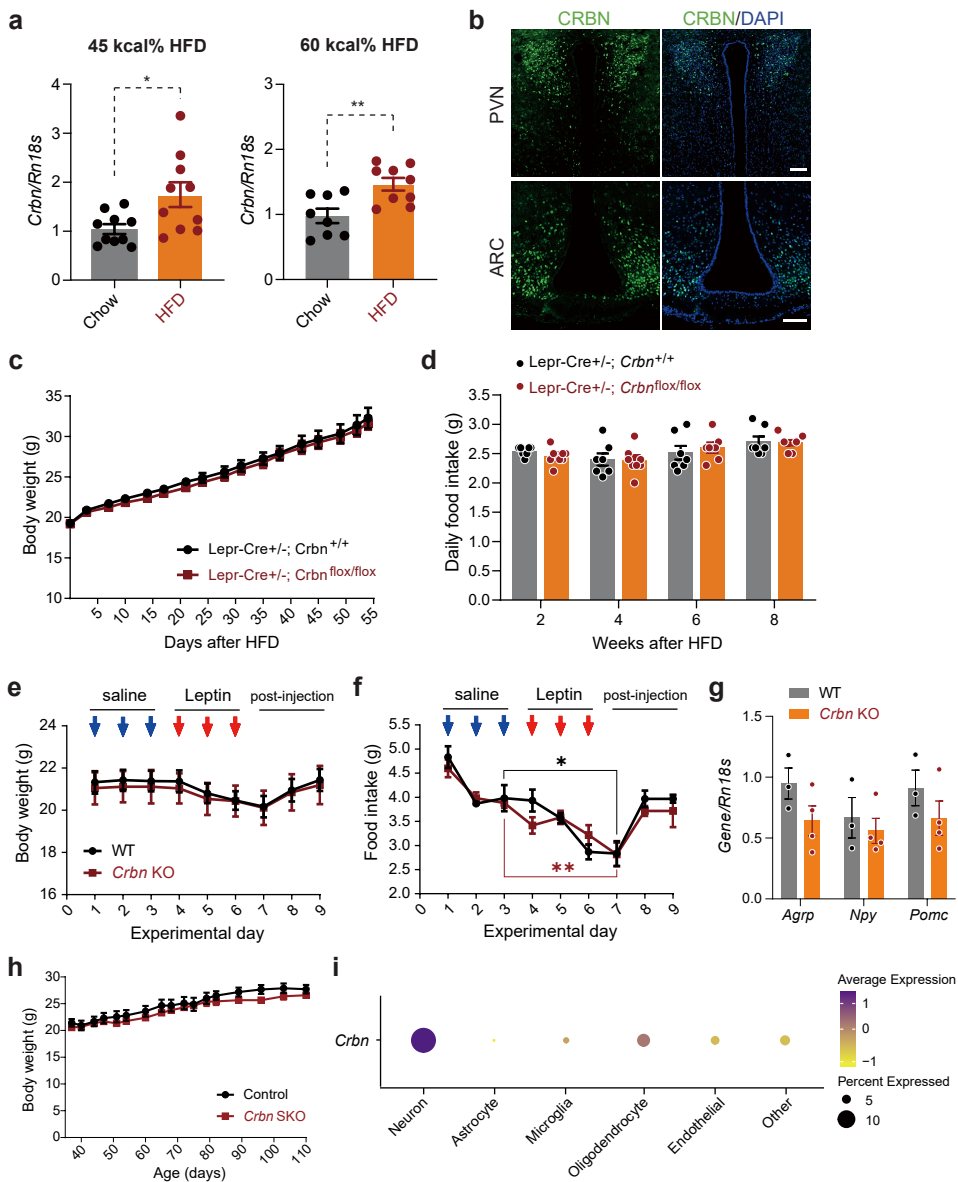 a
45 kcal% HFD
60 kcal% HFD
Crbn/Rn18s
4
3
2
1
0
*
Chow
HFD
Crbn/Rn18s
3
2
1
0
**
Chow
HFD
b
CRBN
CRBN/DAPI
PVN
ARC
c
Body weight (g)
35
30
25
20
15
10
Lepr-Cre+/-; Crbn +/+
Lepr-Cre+/-; Crbn flox/flox
5
10
15
20
25
30
35
40
45
50
55
Days after HFD
d
Lepr-Cre+/-; Crbn+/+
Lepr-Cre+/-; Crbnflox/flox
Daily food intake (g)
3.5
3.0
2.5
2.0
1.5
1.0
0.5
0.0
2
4
6
8
Weeks after HFD
e
saline
Leptin
post-injection
Body weight (g)
24
22
20
18
16
WT
Crbn KO
0
1
2
3
4
5
6
7
8
9
Experimental day
f
saline
Leptin
post-injection
Food intake (g)
5.5
5.0
4.5
4.0
3.5
3.0
2.5
2.0
*
**
WT
Crbn KO
0
1
2
3
4
5
6
7
8
9
Experimental day
g
WT
Crbn KO
Gene/Rn18s
1.5
1.0
0.5
0.0
Agrp
Npy
Pomc
h
Body weight (g)
30
25
20
15
10
5
0
Control
Crbn SKO
40
50
60
70
80
90
100
110
Age (days)
i
Crbn
Neuron
Astrocyte
Microglia
Oligodendrocyte
Endothelial
Other
Average Expression
1
0
−1
Percent Expressed
5
10